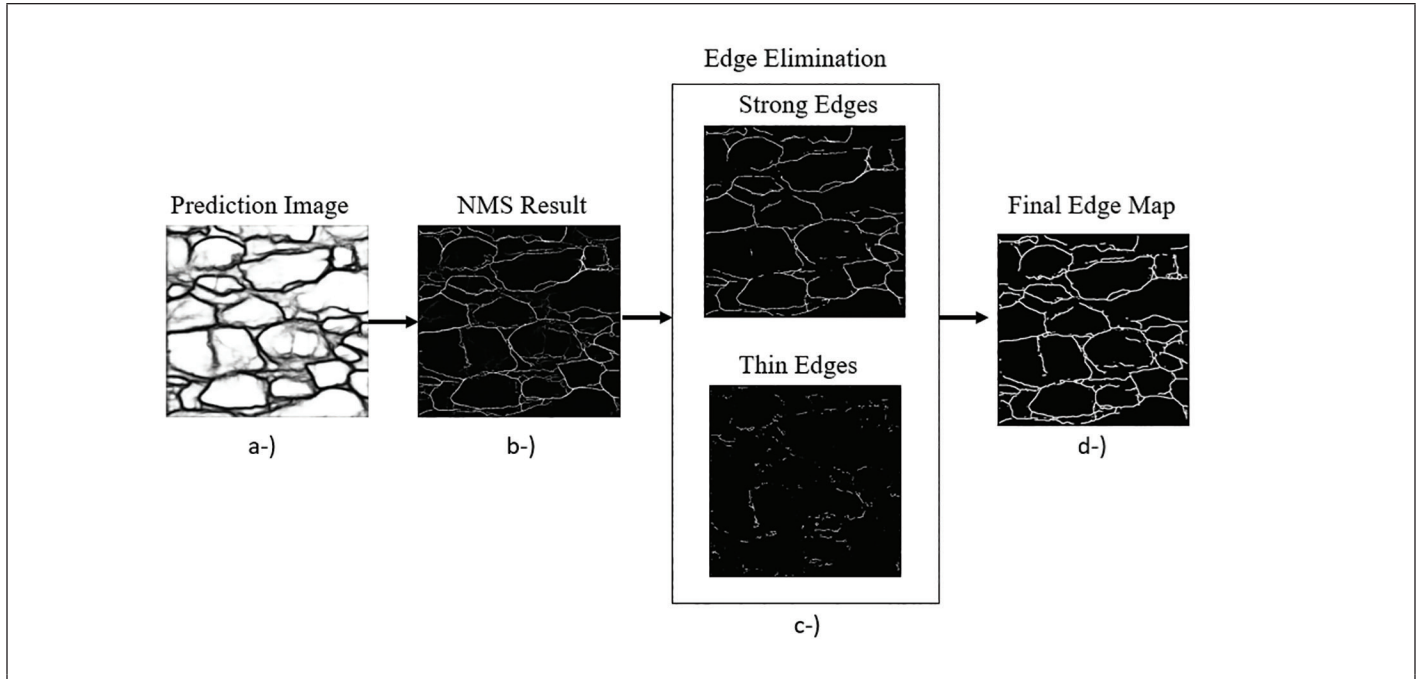 Edge Elimination
Strong Edges
Prediction Image
NMS Result
Final Edge Map
Thin Edges
a-)
b-)
c-)
d-)